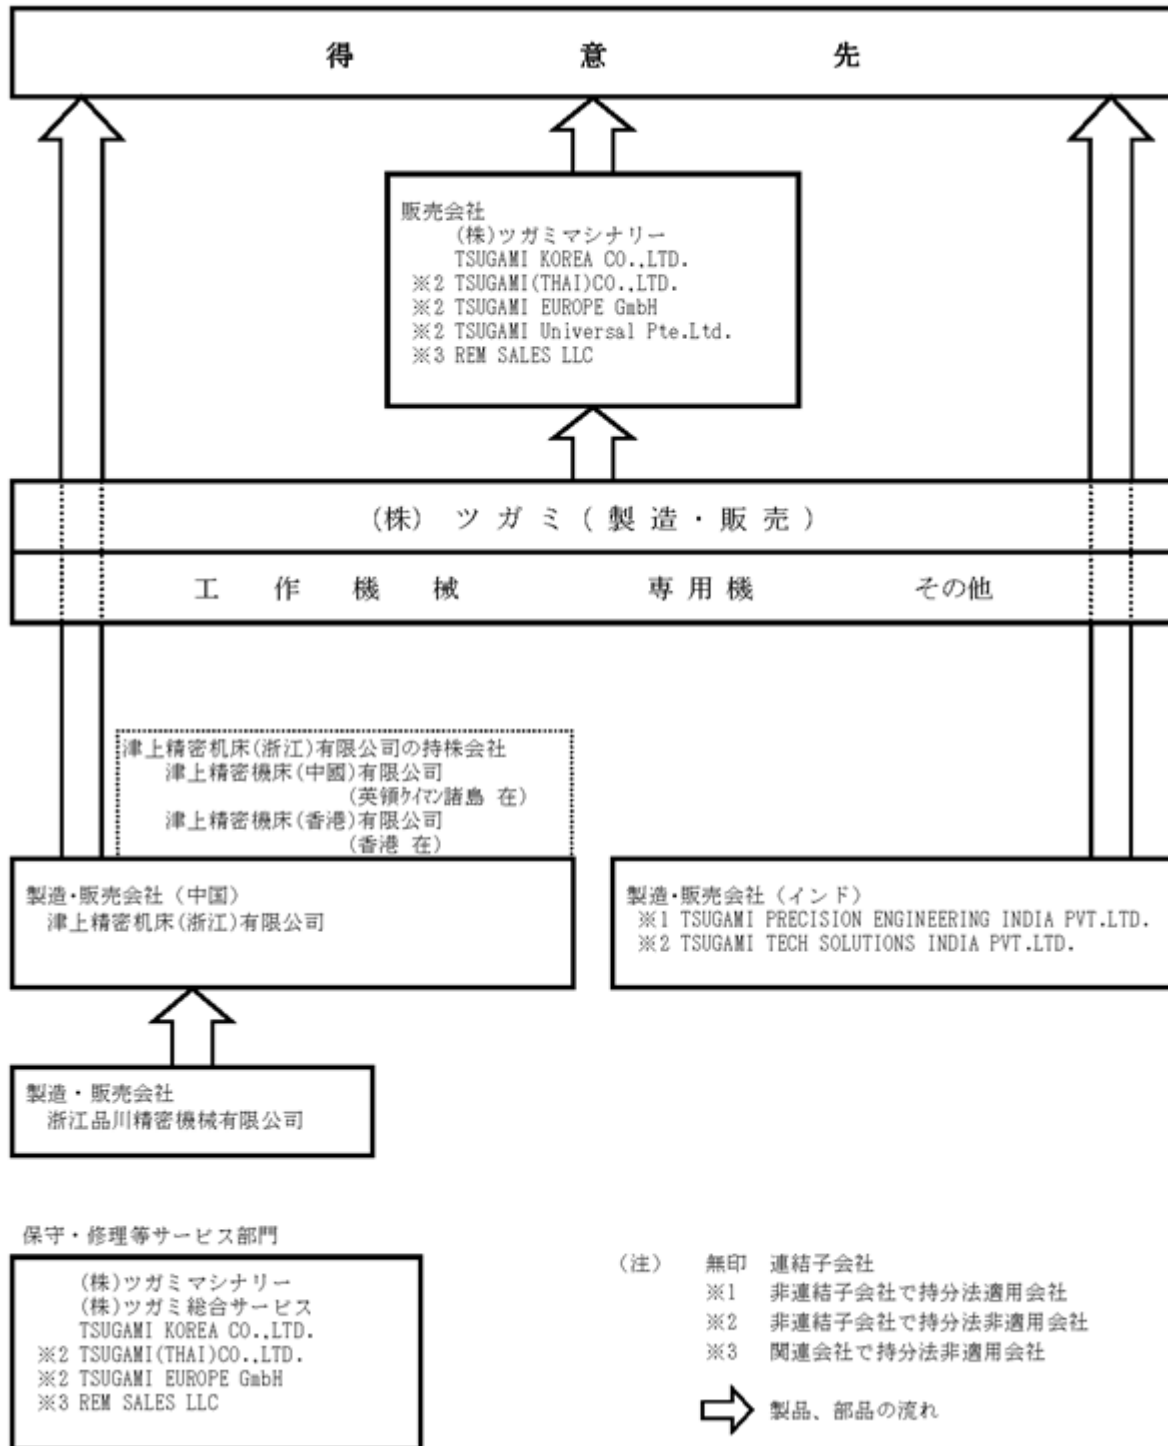 得意先
販売会社
(株)ツガミマシナリー
TSUGAMI KOREA CO.,LTD.
※2 TSUGAMI(THAI)CO.,LTD.
※2 TSUGAMI EUROPE GmbH
※2 TSUGAMI Universal Pte.Ltd.
※3 REM SALES LLC
(株) ツガミ(製造・販売)
工作機械 専用機 その他
津上精密机床(浙江)有限公司の持株会社
津上精密機床(中國)有限公司
(英領ｹｲﾏﾝ諸島 在)
津上精密機床(香港)有限公司
(香港 在)
製造・販売会社(中国)
津上精密机床(浙江)有限公司
製造・販売会社(インド)
※1 TSUGAMI PRECISION ENGINEERING INDIA PVT.LTD.
※2 TSUGAMI TECH SOLUTIONS INDIA PVT.LTD.
製造・販売会社
浙江品川精密機械有限公司
保守・修理等サービス部門
(株)ツガミマシナリー
(株)ツガミ総合サービス
TSUGAMI KOREA CO.,LTD.
※2 TSUGAMI(THAI)CO.,LTD.
※2 TSUGAMI EUROPE GmbH
※3 REM SALES LLC
(注) 無印 連結子会社
※1 非連結子会社で持分法適用会社
※2 非連結子会社で持分法非適用会社
※3 関連会社で持分法非適用会社
製品、部品の流れ